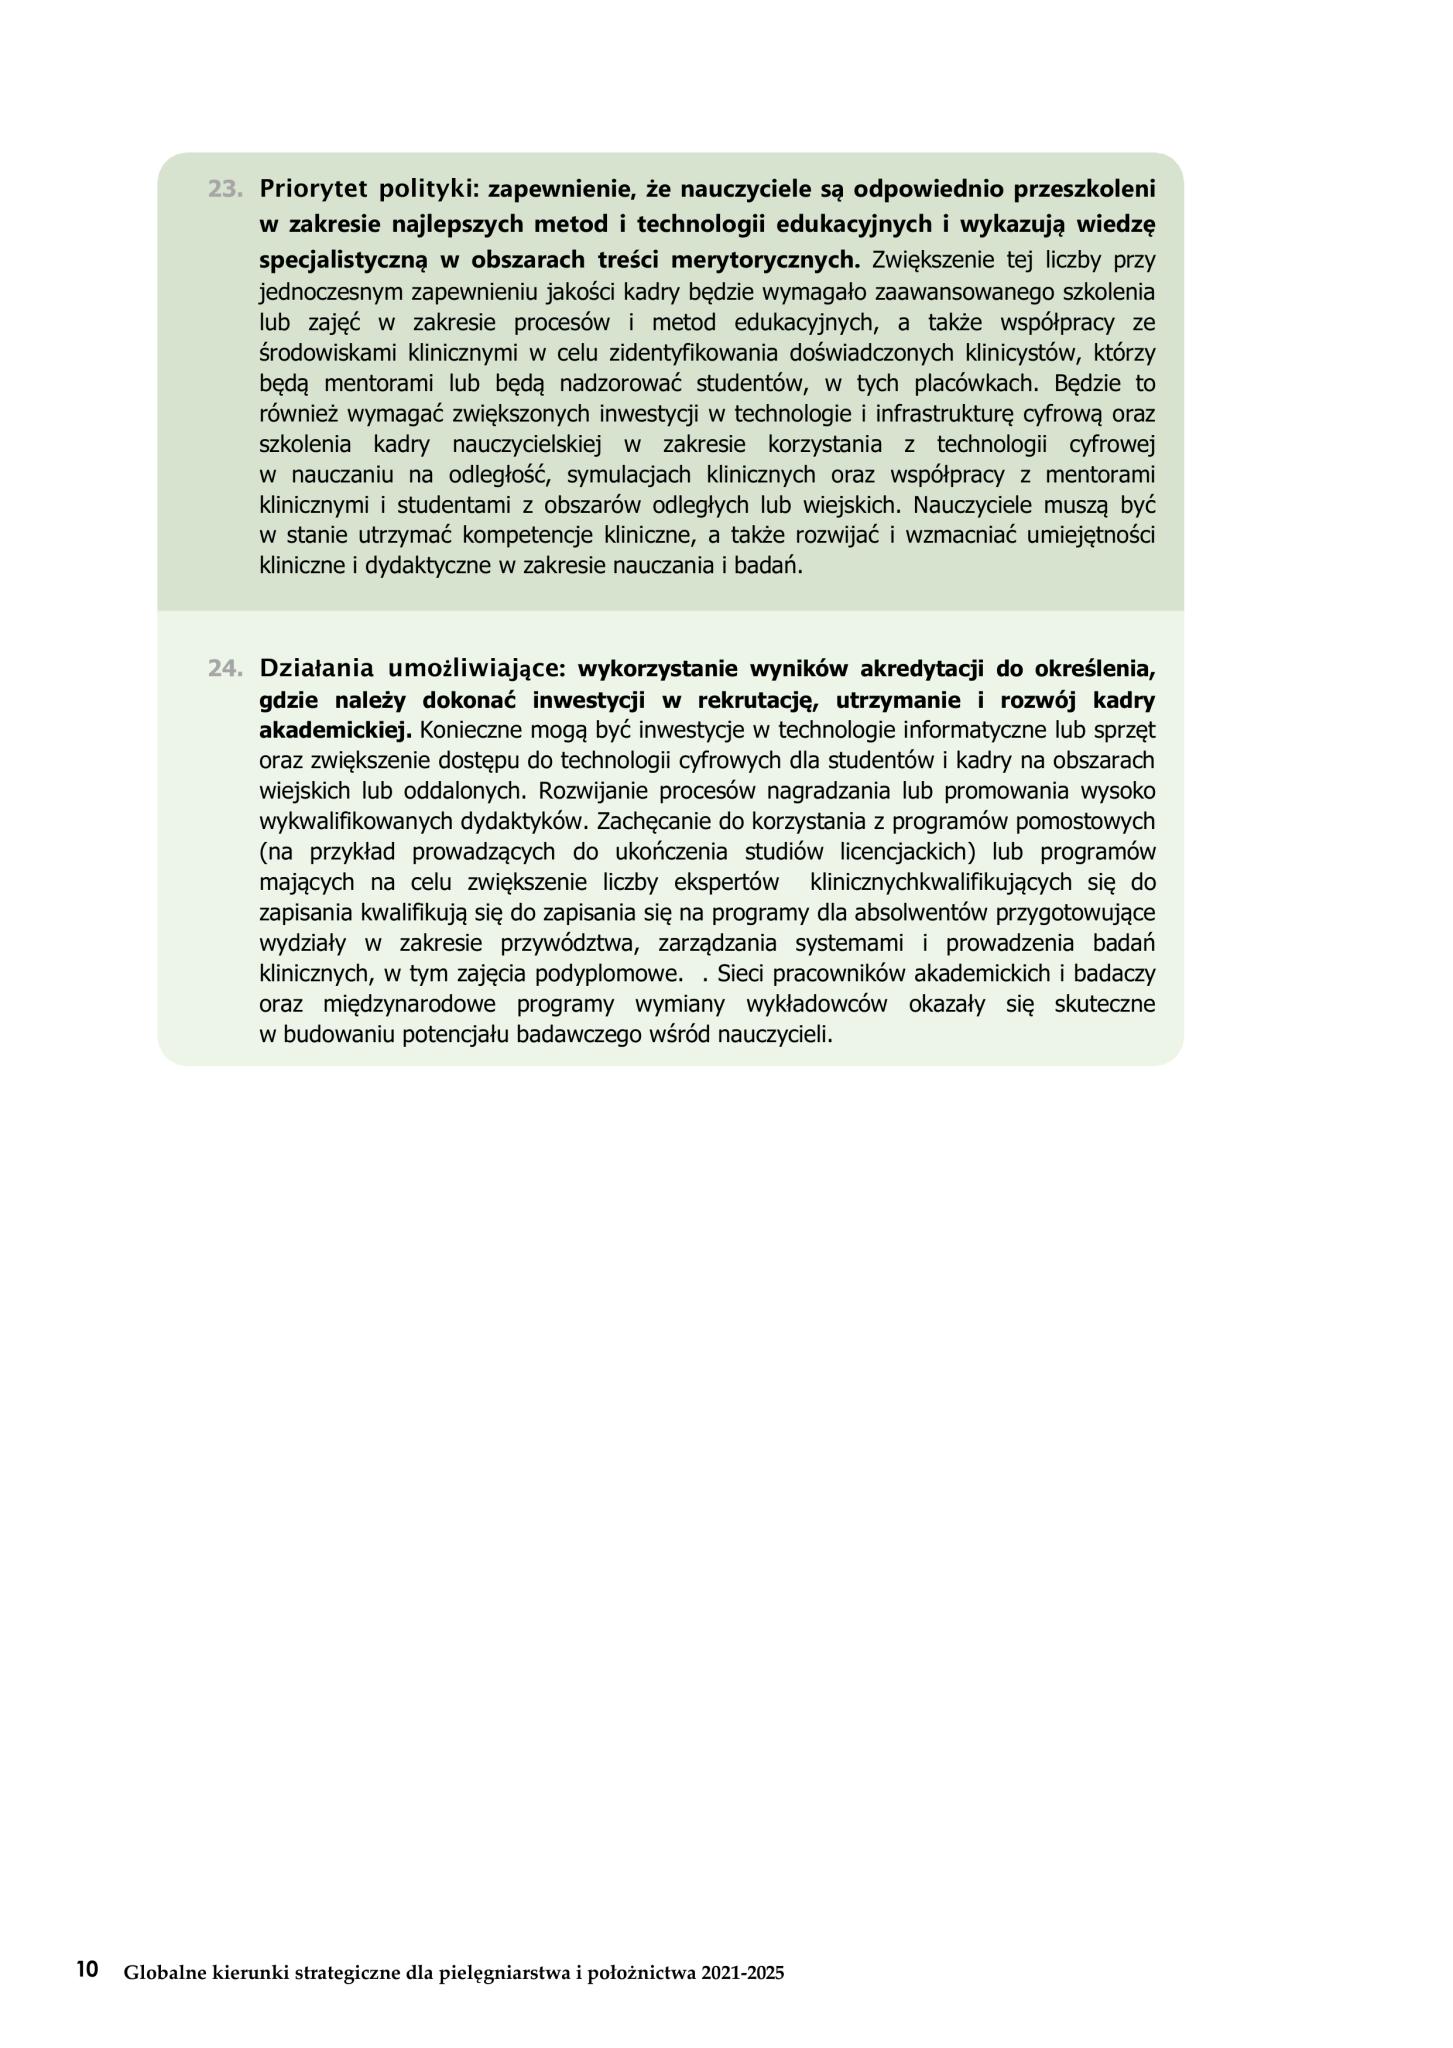 23. Priorytet polityki: zapewnienie, że nauczyciele są odpowiednio przeszkoleni
w zakresie najlepszych metod i technologii edukacyjnych i wykazują wiedzę
specjalistyczną w obszarach treści merytorycznych. Zwiększenie tej liczby przy
jednoczesnym zapewnieniu jakości kadry będzie wymagało zaawansowanego szkolenia
lub zajęć w zakresie procesów i metod edukacyjnych, a także współpracy ze
środowiskami klinicznymi w celu zidentyfikowania doświadczonych klinicystów, którzy
będą mentorami lub będą nadzorować studentów, w tych placówkach. Będzie to
również wymagać zwiększonych inwestycji w technologie i infrastrukturę cyfrową oraz
szkolenia kadry nauczycielskiej w zakresie korzystania z technologii cyfrowej
w nauczaniu na odległość, symulacjach klinicznych oraz współpracy z mentorami
klinicznymi i studentami z obszarów odległych lub wiejskich. Nauczyciele muszą być
w stanie utrzymać kompetencje kliniczne, a także rozwijać i wzmacniać umiejętności
kliniczne i dydaktyczne w zakresie nauczania i badań.
24. Działania umożliwiające: wykorzystanie wyników akredytacji do określenia,
gdzie należy dokonać inwestycji w rekrutację, utrzymanie i rozwój kadry
akademickiej. Konieczne mogą być inwestycje w technologie informatyczne lub sprzęt
oraz zwiększenie dostępu do technologii cyfrowych dla studentów i kadry na obszarach
wiejskich lub oddalonych. Rozwijanie procesów nagradzania lub promowania wysoko
wykwalifikowanych dydaktyków. Zachęcanie do korzystania z programów pomostowych
(na przykład prowadzących do ukończenia studiów licencjackich) lub programów
mających na celu zwiększenie liczby ekspertów klinicznychkwalifikujących się do
zapisania kwalifikują się do zapisania się na programy dla absolwentów przygotowujące
wydziały w zakresie przywództwa, zarządzania systemami i prowadzenia badań
klinicznych, w tym zajęcia podyplomowe. . Sieci pracowników akademickich i badaczy
oraz międzynarodowe programy wymiany wykładowców okazały się skuteczne
w budowaniu potencjału badawczego wśród nauczycieli.
10 Globalne kierunki strategiczne dla pielęgniarstwa i położnictwa 2021-2025